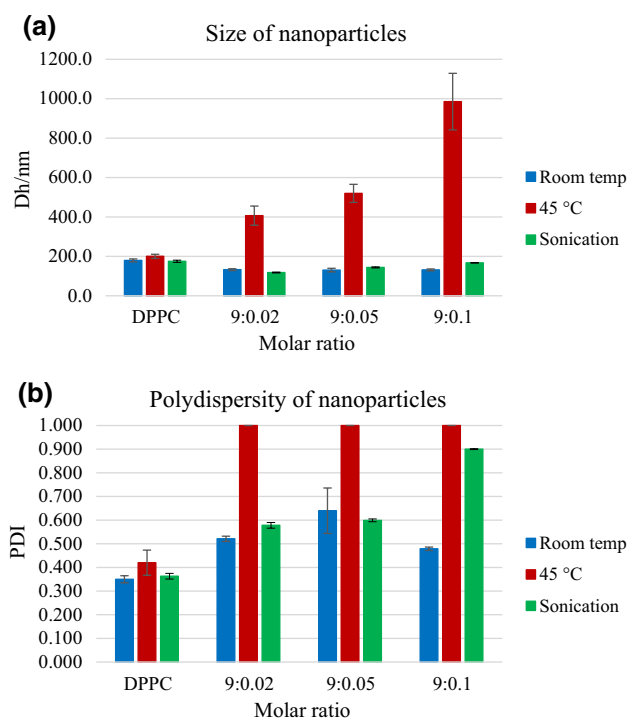 (a)
Size of nanoparticles
1200.0
1000.0
800.0
600.0
400.0
200.0
0.0
Dh/nm
DPPC 9:0.02 9:0.05 9:0.1
Molar ratio
Room temp
45 °C
Sonication
(b)
Polydispersity of nanoparticles
1.000
0.900
0.800
0.700
0.600
0.500
0.400
0.300
0.200
0.100
0.000
PDI
DPPC 9:0.02 9:0.05 9:0.1
Molar ratio
Room temp
45 °C
Sonication